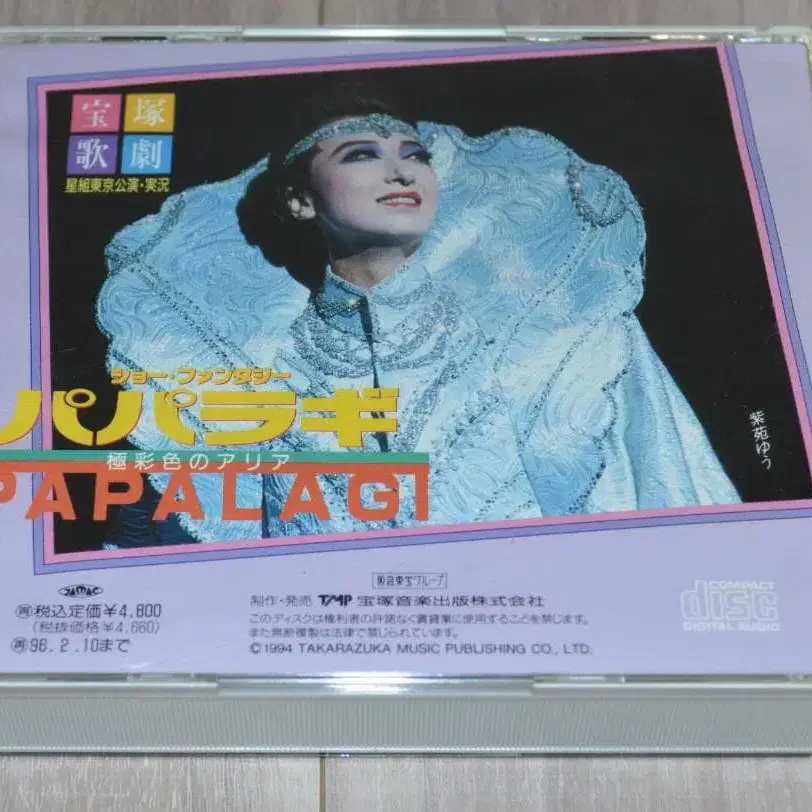 宝塚
歌劇
星組東京公演・実況
ショー・ファンタジー
パパラギ
極彩色のアリア
PAPALAGI
紫苑ゆう
阪急東宝グループ
JASRAC
制作・発売 TMP 宝塚音楽出版株式会社
このディスクは権利者の許諾なく賃貸業に使用することを禁じます。
また無断複製は法律で禁じられています。
©1994 TAKARAZUKA MUSIC PUBLISHING CO., LTD.
㋐税込定価¥4,800
(税抜価格¥4,660)
96.2.10まで
COMPACT
disc
DIGITAL AUDIO